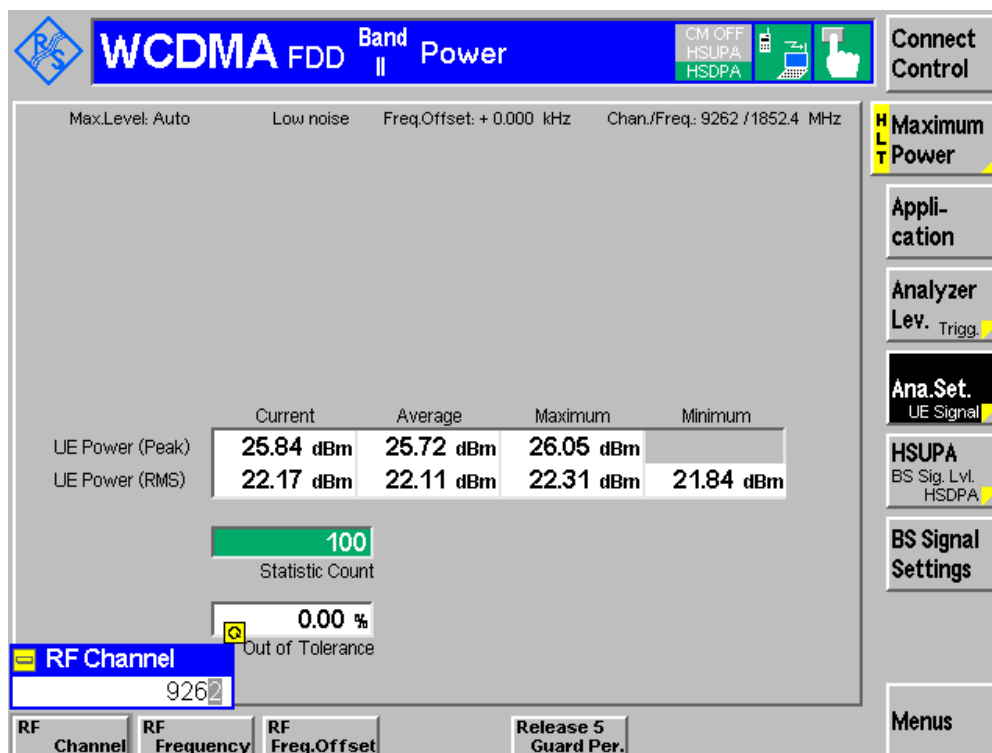 R S
WCDMA FDD Band II Power
CM OFF
HSUPA
HSDPA
Connect Control
Max.Level: Auto Low noise Freq.Offset: + 0.000 kHz Chan./Freq.: 9262 / 1852.4 MHz
HLT Maximum Power
Appli-
cation
Analyzer
Lev. Trigg.
Ana.Set.
UE Signal
HSUPA
BS Sig. Lvl.
HSDPA
BS Signal
Settings
Current Average Maximum Minimum
UE Power (Peak) 25.84 dBm 25.72 dBm 26.05 dBm
UE Power (RMS) 22.17 dBm 22.11 dBm 22.31 dBm 21.84 dBm
100
Statistic Count
0.00 %
Out of Tolerance
RF Channel
9262
RF Channel RF Frequency RF Freq.Offset Release 5 Guard Per.
Menus